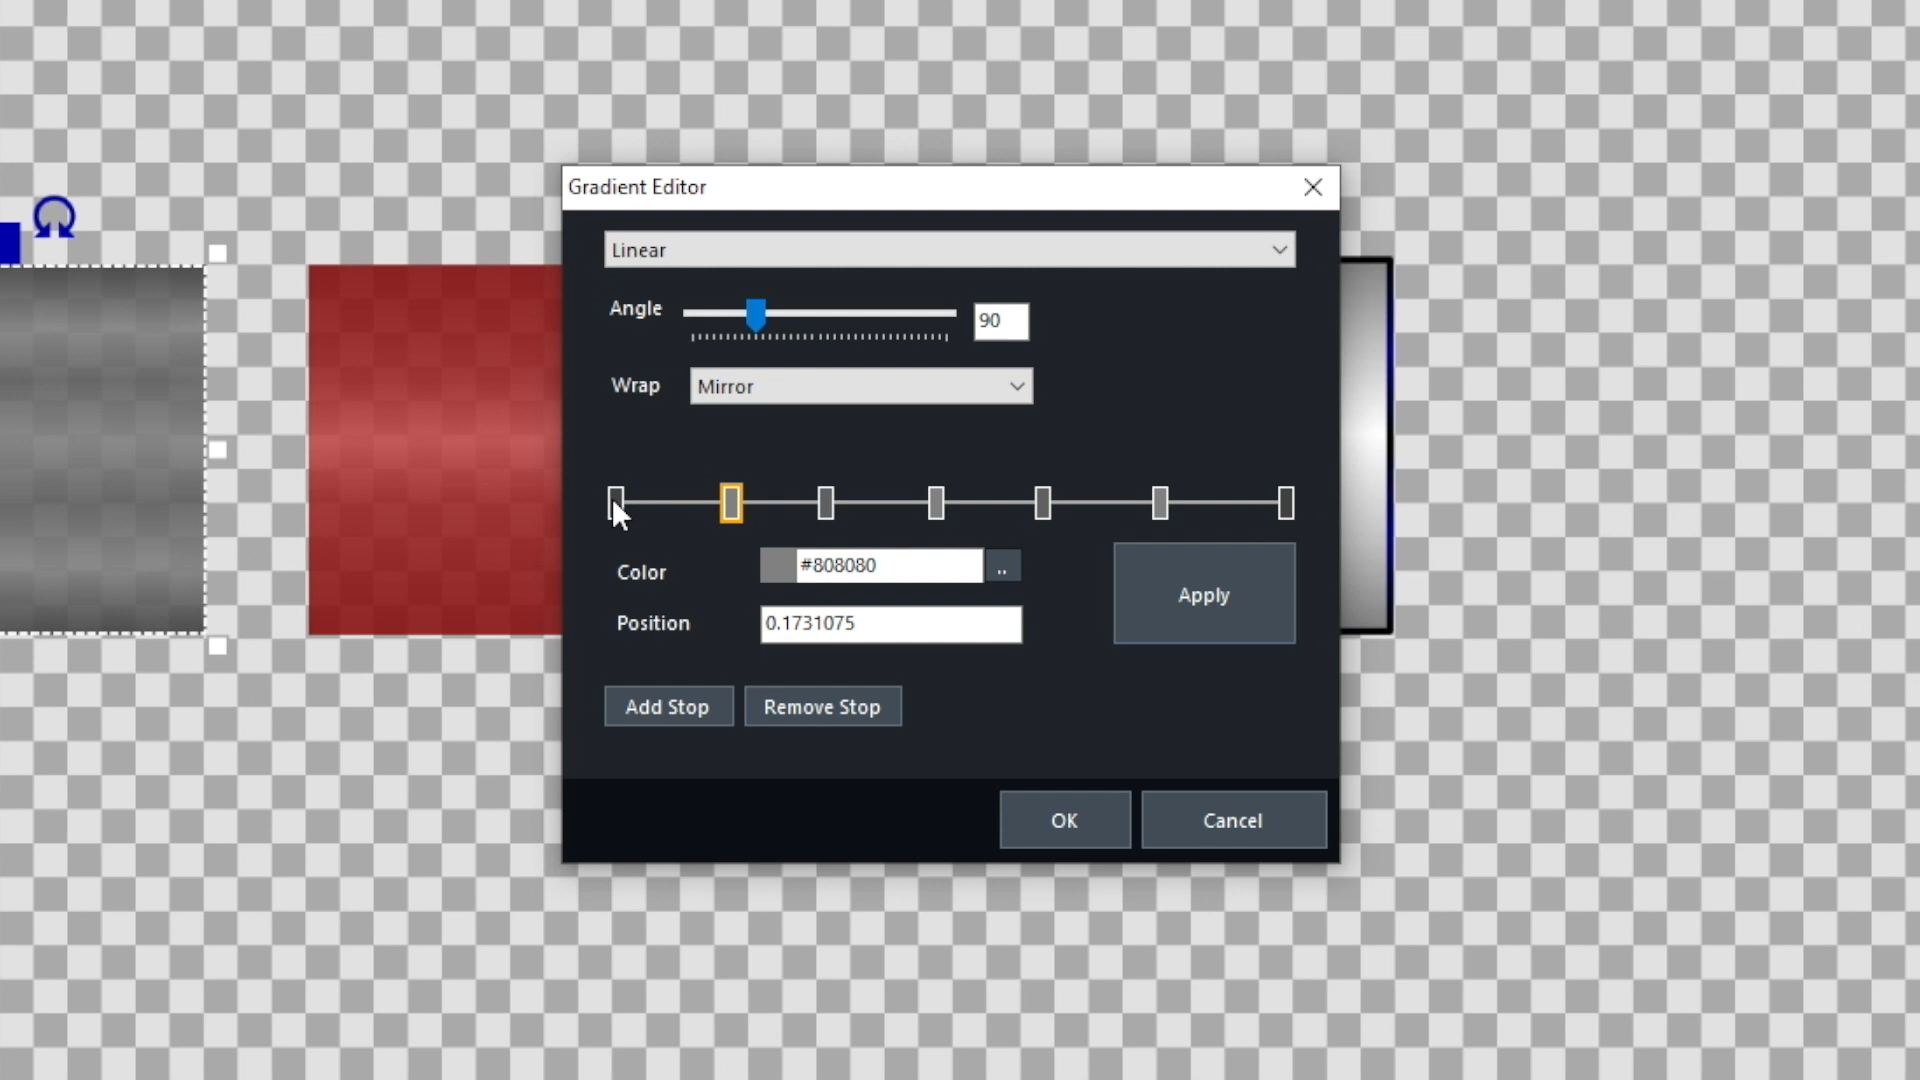 Gradient Editor
Linear
Angle
90
Wrap
Mirror
Color
#808080
..
Apply
Position
0.1731075
Add Stop
Remove Stop
OK
Cancel